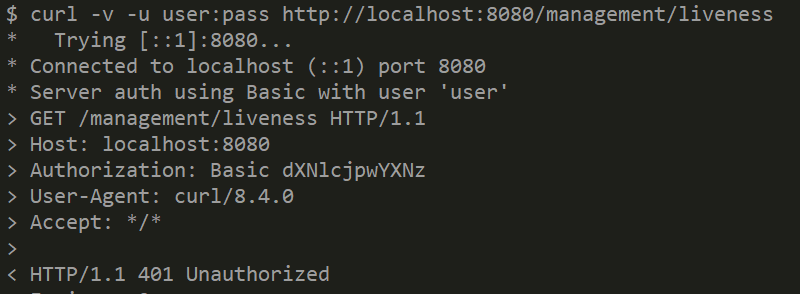 $ curl -v -u user:pass http://localhost:8080/management/liveness
*   Trying [::1]:8080...
* Connected to localhost (::1) port 8080
* Server auth using Basic with user 'user'
> GET /management/liveness HTTP/1.1
> Host: localhost:8080
> Authorization: Basic dXNlcjpwYXNz
> User-Agent: curl/8.4.0
> Accept: */*
>
< HTTP/1.1 401 Unauthorized